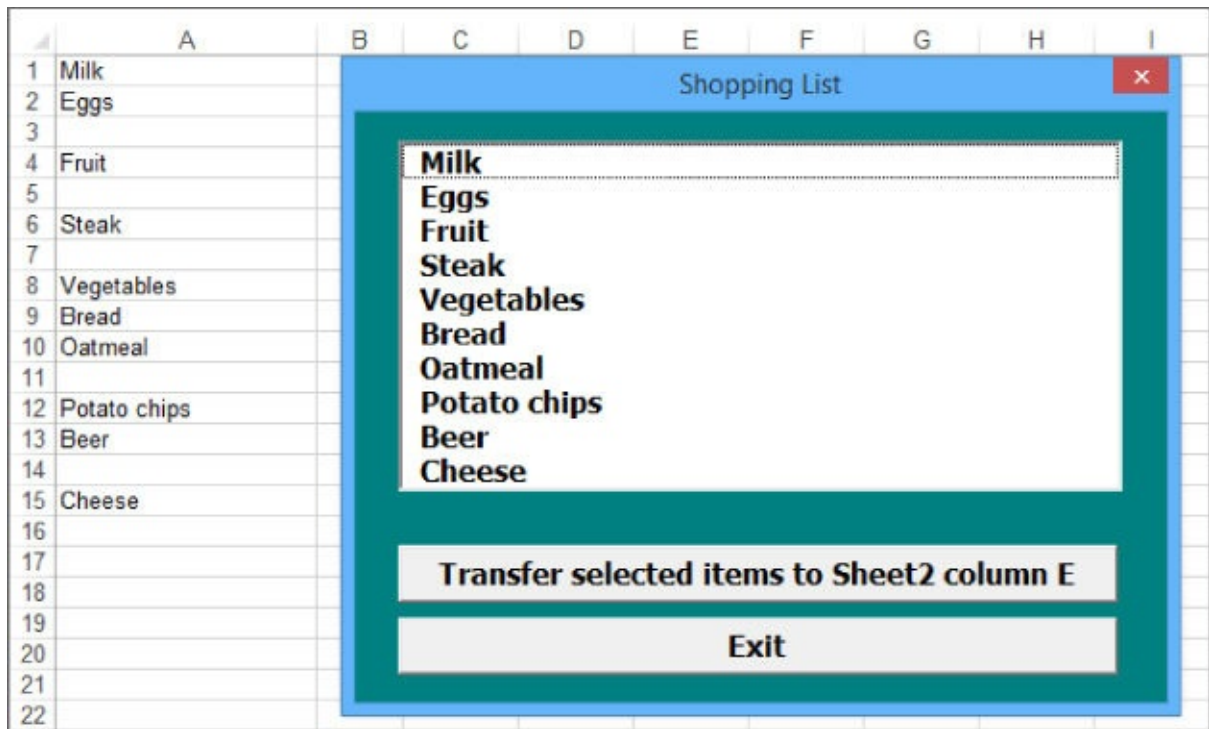 A B C D E F G H I
1 Milk
2 Eggs
3
4 Fruit
5
6 Steak
7
8 Vegetables
9 Bread
10 Oatmeal
11
12 Potato chips
13 Beer
14
15 Cheese
16
17
18
19
20
21
22
Shopping List
Milk
Eggs
Fruit
Steak
Vegetables
Bread
Oatmeal
Potato chips
Beer
Cheese
Transfer selected items to Sheet2 column E
Exit